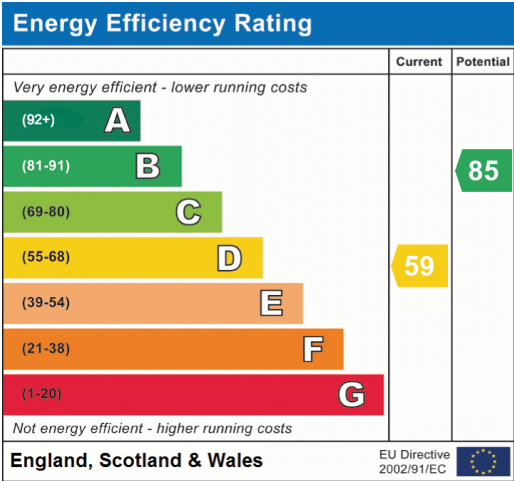 Energy Efficiency Rating
Current Potential
Very energy efficient - lower running costs
(92+) A
(81-91) B 85
(69-80) C
(55-68) D 59
(39-54) E
(21-38) F
(1-20) G
Not energy efficient - higher running costs
England, Scotland & Wales
EU Directive
2002/91/EC